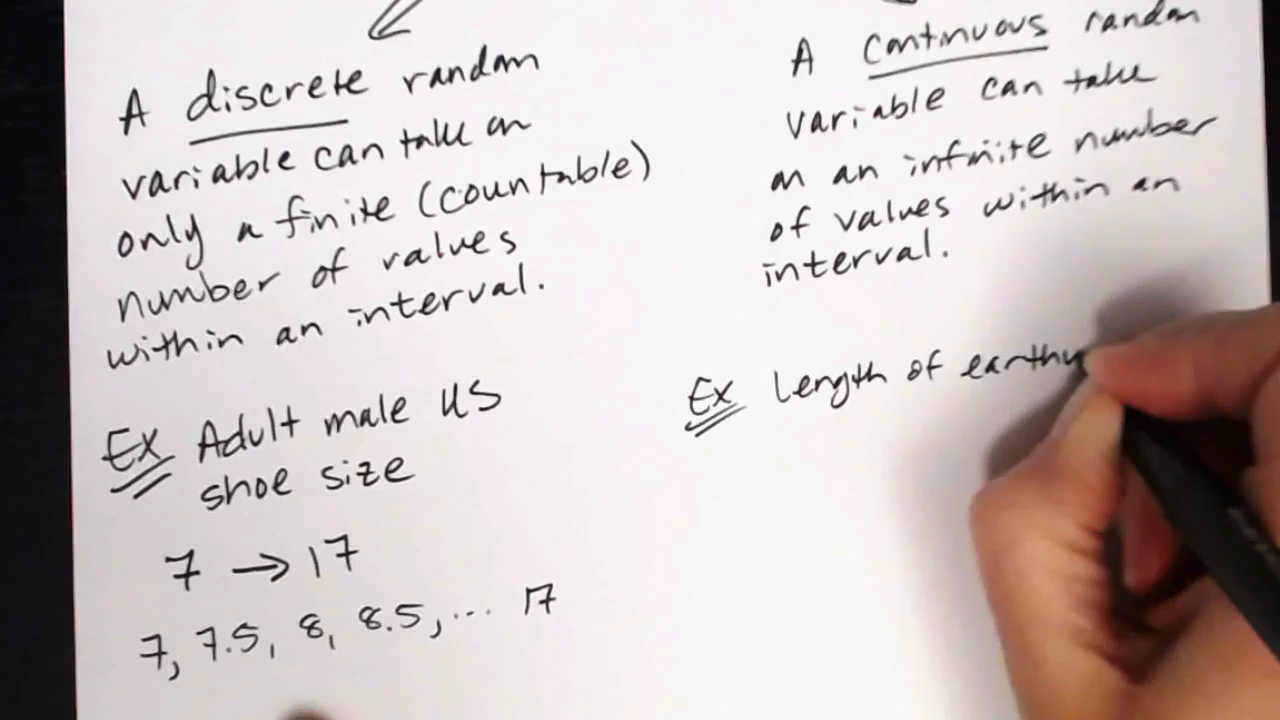 A discrete random
variable can take on
only a finite (countable)
number of values
within an interval.
Ex Adult male US
shoe size
7 → 17
7, 7.5, 8, 8.5, ... 17
A continuous random
variable can take
on an infinite number
of values within an
interval.
Ex Length of earthw